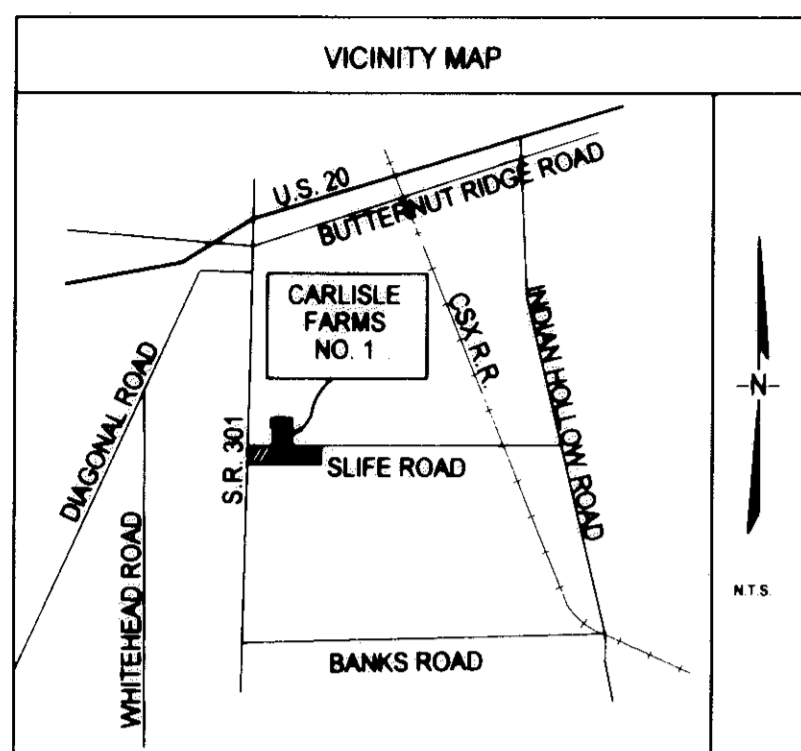 VICINITY MAP
U.S. 20
BUTTERNUT RIDGE ROAD
CARLISLE
FARMS
NO. 1
CSX R.R.
INDIAN HOLLOW ROAD
DIAGONAL ROAD
-N-
S.R. 301
SLIFE ROAD
WHITEHEAD ROAD
N.T.S.
BANKS ROAD